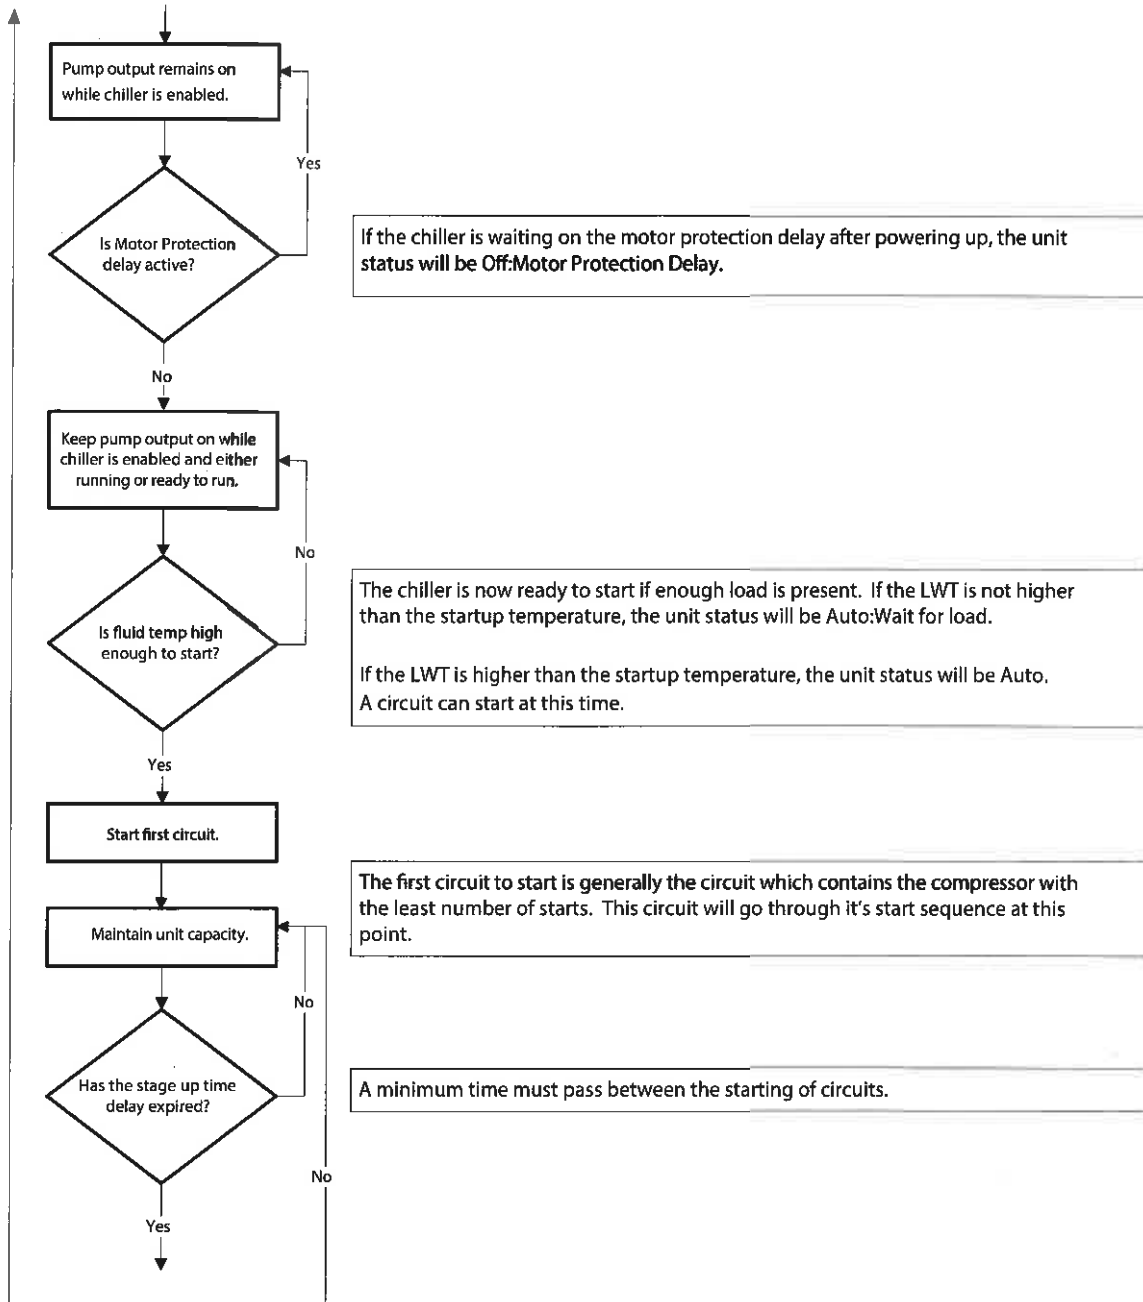 Pump output remains on
while chiller is enabled.
Yes
Is Motor Protection
delay active?
If the chiller is waiting on the motor protection delay after powering up, the unit
status will be Off:Motor Protection Delay.
No
Keep pump output on while
chiller is enabled and either
running or ready to run.
No
Is fluid temp high
enough to start?
The chiller is now ready to start if enough load is present. If the LWT is not higher
than the startup temperature, the unit status will be Auto:Wait for load.
If the LWT is higher than the startup temperature, the unit status will be Auto.
A circuit can start at this time.
Yes
Start first circuit.
The first circuit to start is generally the circuit which contains the compressor with
the least number of starts. This circuit will go through it's start sequence at this
point.
Maintain unit capacity.
No
Has the stage up time
delay expired?
A minimum time must pass between the starting of circuits.
No
Yes